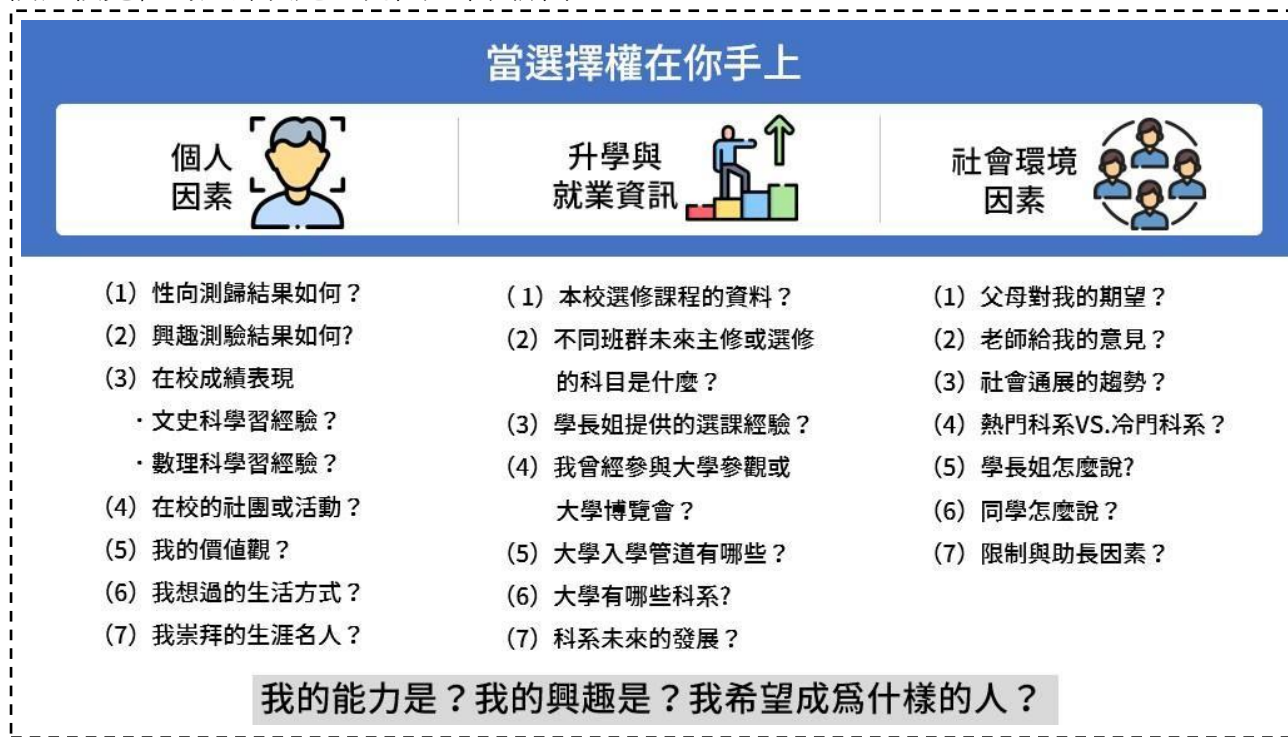 當選擇權在你手上
個人
因素
升學與
就業資訊
社會環境
因素
(1) 性向測歸結果如何？
(2) 興趣測驗結果如何?
(3) 在校成績表現
・文史科學習經驗？
・數理科學習經驗？
(4) 在校的社團或活動？
(5) 我的價值觀？
(6) 我想過的生活方式？
(7) 我崇拜的生涯名人？
(1) 本校選修課程的資料？
(2) 不同班群未來主修或選修
的科目是什麼？
(3) 學長姐提供的選課經驗？
(4) 我曾經參與大學參觀或
大學博覽會？
(5) 大學入學管道有哪些？
(6) 大學有哪些科系?
(7) 科系未來的發展？
(1) 父母對我的期望？
(2) 老師給我的意見？
(3) 社會通展的趨勢？
(4) 熱門科系VS.冷門科系？
(5) 學長姐怎麼說?
(6) 同學怎麼說？
(7) 限制與助長因素？
我的能力是？我的興趣是？我希望成爲什樣的人？